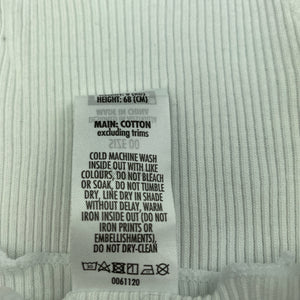 HEIGHT: 68 (CM)
MADE IN CHINA
MAIN: COTTON
excluding trims
SIZE 00
COLD MACHINE WASH
INSIDE OUT WITH LIKE
COLOURS, DO NOT BLEACH
OR SOAK, DO NOT TUMBLE
DRY, LINE DRY IN SHADE
WITHOUT DELAY, WARM
IRON INSIDE OUT (DO NOT
IRON PRINTS OR
EMBELLISHMENTS),
DO NOT DRY-CLEAN
0061120